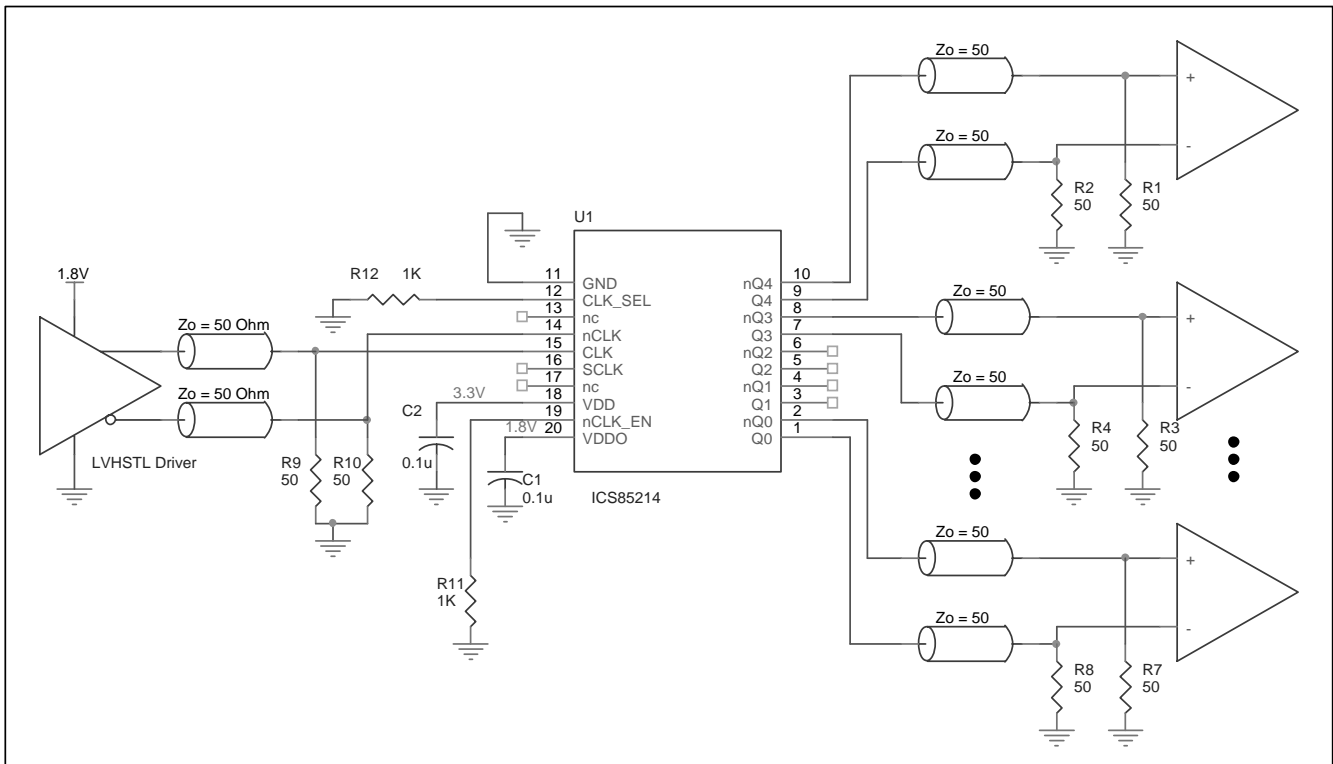 Zo = 50
+
Zo = 50
-
R2
50
R1
50
U1
1.8V
R12 1K
11
GND
12
CLK_SEL
13
nc
14
nCLK
15
CLK
16
SCLK
17
nc
18
VDD
19
nCLK_EN
20
VDDO
nQ4
10
Q4
9
nQ3
8
Q3
7
nQ2
6
Q2
5
nQ1
4
Q1
3
nQ0
2
Q0
1
ICS85214
Zo = 50 Ohm
Zo = 50 Ohm
LVHSTL Driver
R9
50
R10
50
3.3V
C2
0.1u
1.8V
C1
0.1u
R11
1K
Zo = 50
+
Zo = 50
-
R4
50
R3
50
Zo = 50
+
Zo = 50
-
R8
50
R7
50